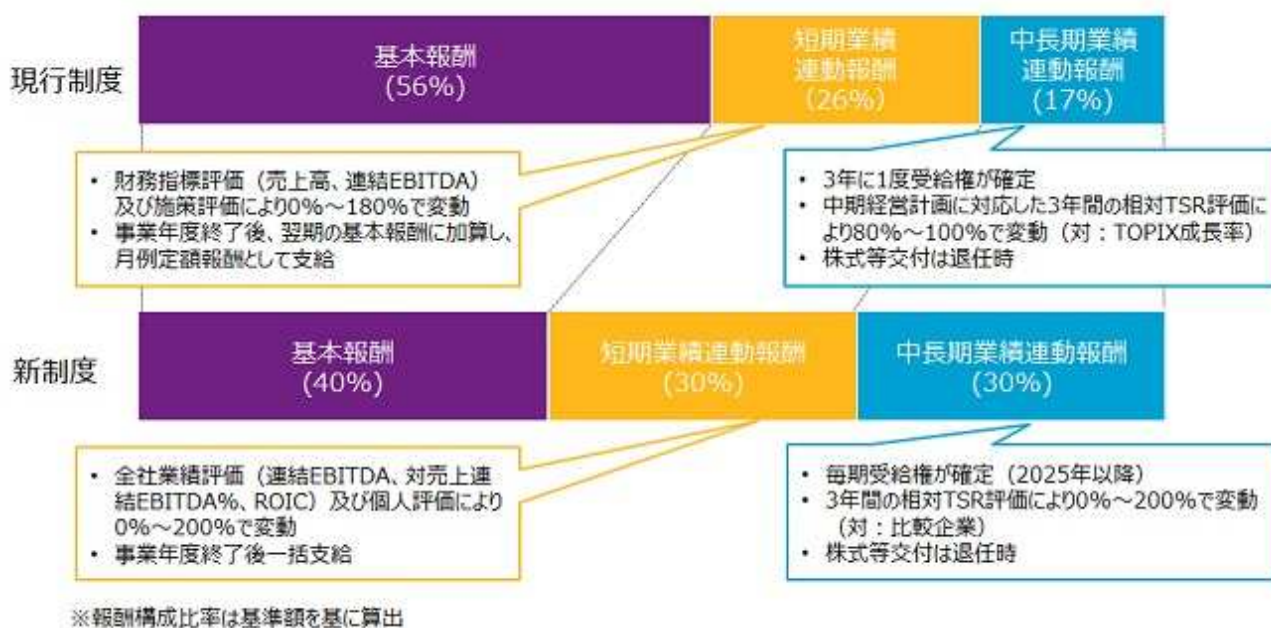 現行制度
基本報酬
(56%)
短期業績
連動報酬
（26%）
中長期業績
連動報酬
(17%)
• 財務指標評価（売上高、連結EBITDA）
及び施策評価により0%～180%で変動
• 事業年度終了後、翌期の基本報酬に加算し、
月例定額報酬として支給
• 3年に1度受給権が確定
• 中期経営計画に対応した3年間の相対TSR評価に
より80%～100%で変動（対：TOPIX成長率）
• 株式等交付は退任時
新制度
基本報酬
(40%)
短期業績連動報酬
(30%)
中長期業績連動報酬
(30%)
• 全社業績評価（連結EBITDA、対売上連
結EBITDA%、ROIC）及び個人評価により
0%～200%で変動
• 事業年度終了後一括支給
• 毎期受給権が確定（2025年以降）
• 3年間の相対TSR評価により0%～200%で変動
（対：比較企業）
• 株式等交付は退任時
※報酬構成比率は基準額を基に算出